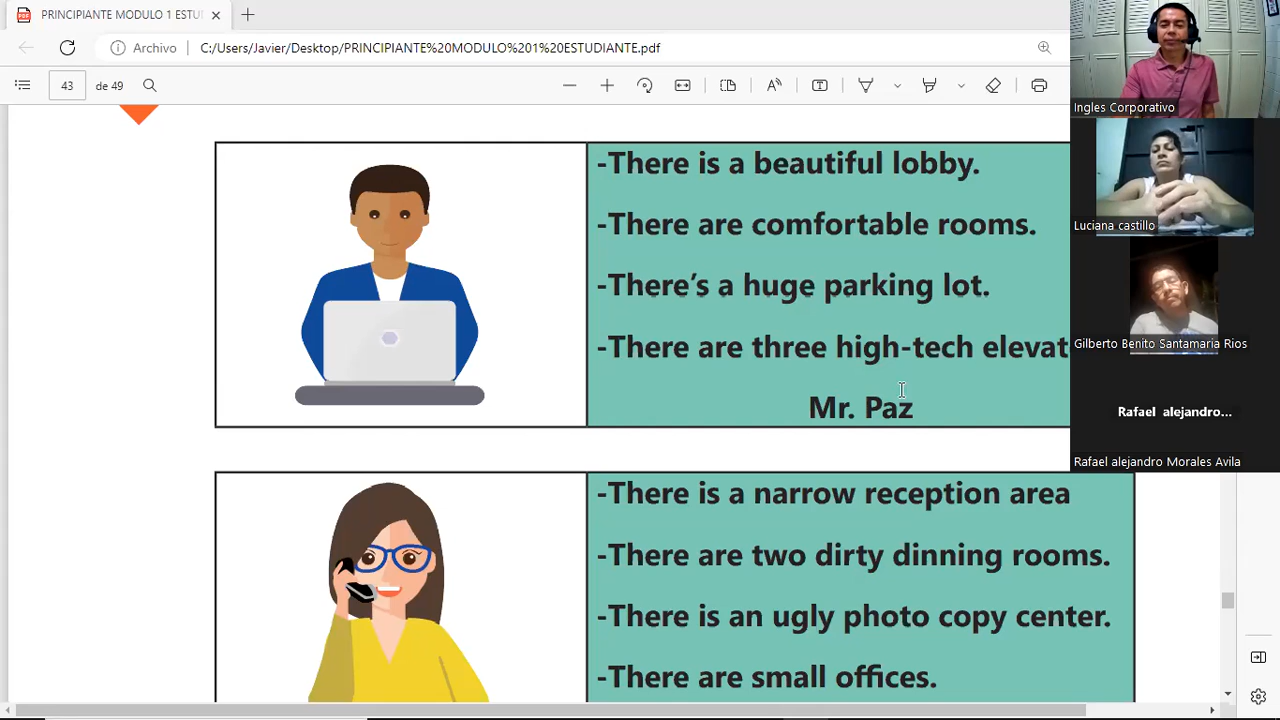 PRINCIPIANTE MODULO 1 ESTU
Archivo
C:/Users/Javier/Desktop/PRINCIPIANTE%20MODULO%201%20ESTUDIANTE.pdf
43
de 49
-There is a beautiful lobby.
-There are comfortable rooms.
-There's a huge parking lot.
-There are three high-tech elevat
Mr. Paz
-There is a narrow reception area
-There are two dirty dinning rooms.
-There is an ugly photo copy center.
-There are small offices.
Ingles Corporativo
Luciana castillo
Gilberto Benito Santamaria Rios
Rafael alejandro...
Rafael alejandro Morales Avila